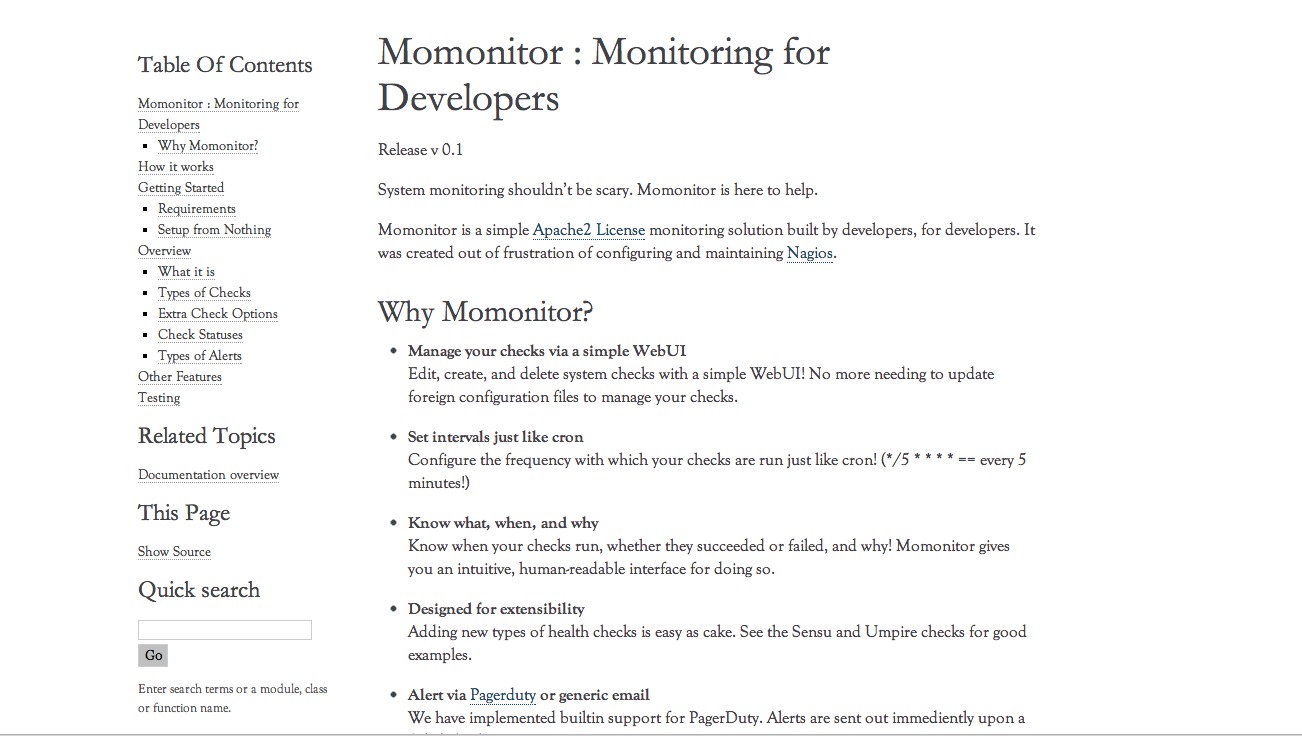 Table Of Contents
Momonitor : Monitoring for
Developers
Why Momonitor?
How it works
Getting Started
Requirements
Setup from Nothing
Overview
What it is
Types of Checks
Extra Check Options
Check Statuses
Types of Alerts
Other Features
Testing
Related Topics
Documentation overview
This Page
Show Source
Quick search
Go
Enter search terms or a module, class
or function name.
Momonitor : Monitoring for
Developers
Release v 0.1
System monitoring shouldn't be scary. Momonitor is here to help.
Momonitor is a simple Apache2 License monitoring solution built by developers, for developers. It
was created out of frustration of configuring and maintaining Nagios.
Why Momonitor?
• Manage your checks via a simple WebUI
Edit, create, and delete system checks with a simple WebUI! No more needing to update
foreign configuration files to manage your checks.
• Set intervals just like cron
Configure the frequency with which your checks are run just like cron! (*/5 * * * * == every 5
minutes!)
• Know what, when, and why
Know when your checks run, whether they succeeded or failed, and why! Momonitor gives
you an intuitive, human-readable interface for doing so.
• Designed for extensibility
Adding new types of health checks is easy as cake. See the Sensu and Umpire checks for good
examples.
• Alert via Pagerduty or generic email
We have implemented builtin support for PagerDuty. Alerts are sent out immediently upon a